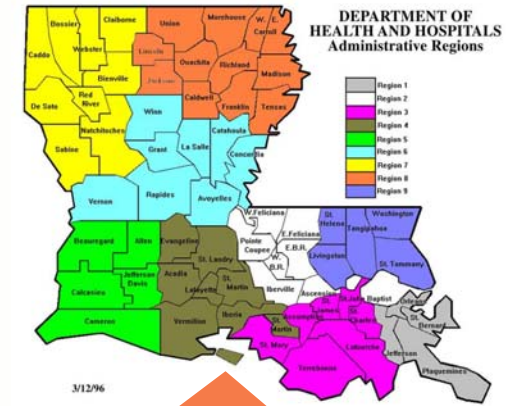 DEPARTMENT OF
HEALTH AND HOSPITALS
Administrative Regions
Region 1
Region 2
Region 3
Region 4
Region 5
Region 6
Region 7
Region 8
Region 9
Caddo
Bossier
Webster
Claiborne
Union
Morehouse
W. Carroll
E.
Lincoln
Ouachita
Richland
Madison
Bienville
Jackson
De Soto
Red River
Caldwell
Franklin
Tensas
Winn
Natchitoches
Sabine
Grant
La Salle
Catahoula
Concordia
Vernon
Rapides
Avoyelles
Beauregard
Allen
Evangeline
St. Landry
Pointe Coupee
W.Feliciana
E.Feliciana
St. Helena
Washington
Tangipahoa
W. B.R.
E.B.R.
Livingston
St. Tammany
Calcasieu
Jefferson Davis
Acadia
Lafayette
St. Martin
Iberville
Ascension
St. John Baptist
Cameron
Vermilion
Iberia
St. Martin
Assumption
St. James
St. Charles
Orleans
St. Bernard
St. Mary
Lafourche
Jefferson
Terrebonne
Plaquemines
3/12/96